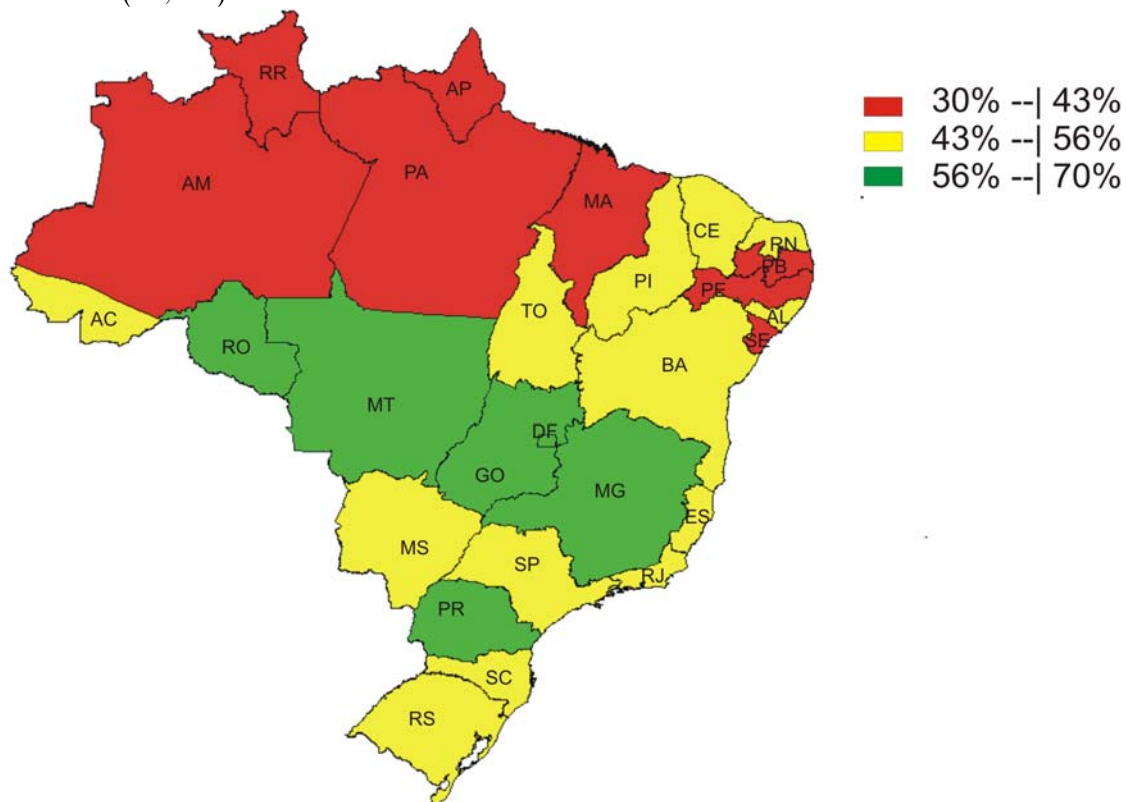 RR
AP
AM
PA
MA
CE
RN
PB
PE
PI
AL
SE
TO
AC
RO
BA
MT
DF
GO
MG
ES
MS
SP
RJ
PR
SC
RS
30% --| 43%
43% --| 56%
56% --| 70%